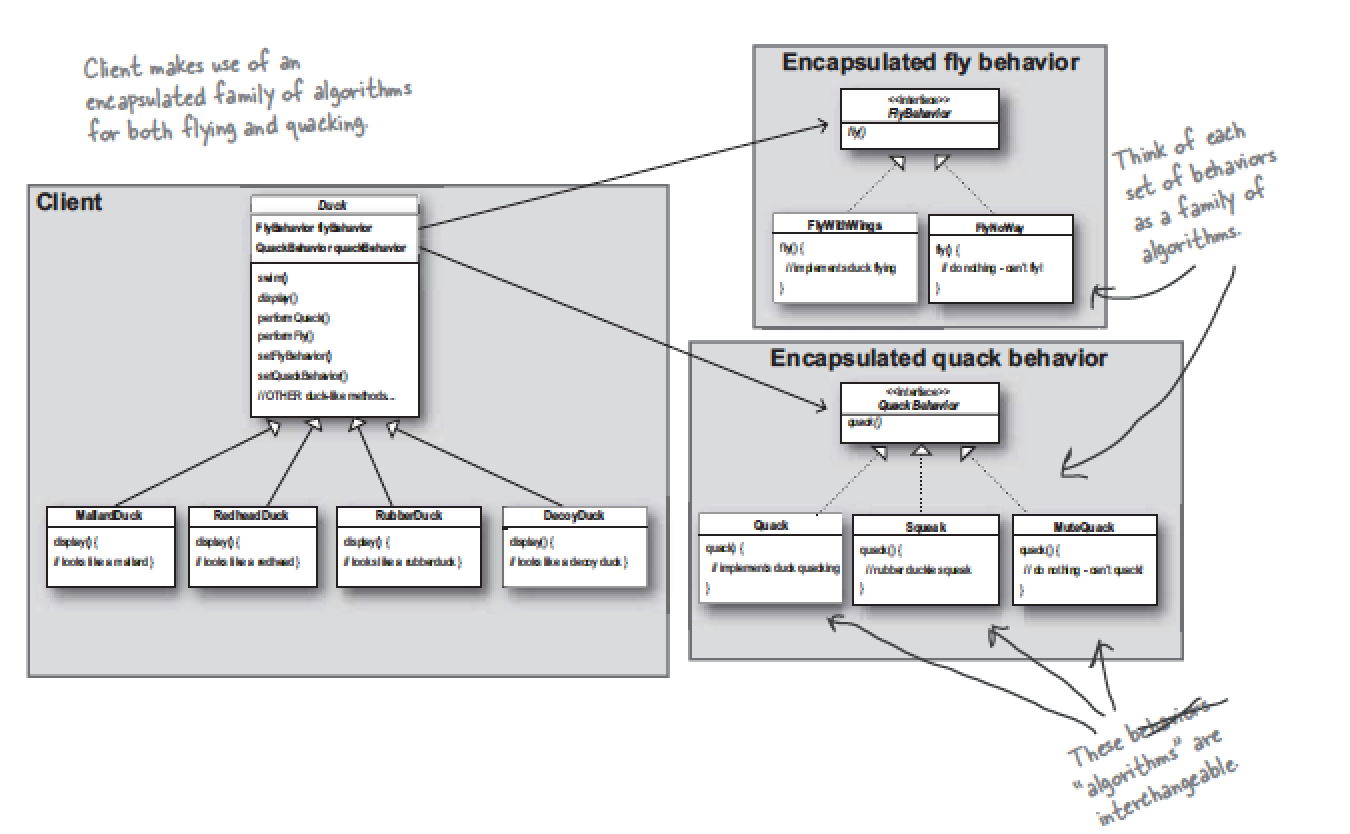 Client makes use of an
encapsulated family of algorithms
for both flying and quacking.
Encapsulated fly behavior
<<interface>>
FlyBehavior
fly()
FlyWithWings
fly() {
//implements duck flying
}
FlyNoWay
fly() {
// do nothing - can't fly!
}
Think of each
set of behaviors
as a family of
algorithms.
Client
Duck
FlyBehavior flyBehavior
QuackBehavior quackBehavior
swim()
display()
performQuack()
performFly()
setFlyBehavior()
setQuackBehavior()
//OTHER duck-like methods...
MallardDuck
display() {
// looks like a mallard }
RedheadDuck
display() {
// looks like a redhead }
RubberDuck
display() {
// looks like a rubberduck }
DecoyDuck
display() {
// looks like a decoy duck }
Encapsulated quack behavior
<<interface>>
QuackBehavior
quack()
Quack
quack() {
// implements duck quacking
}
Squeak
quack() {
//rubber duckie squeak
}
MuteQuack
quack() {
// do nothing - can't quack!
}
These behaviors
"algorithms" are
interchangeable.